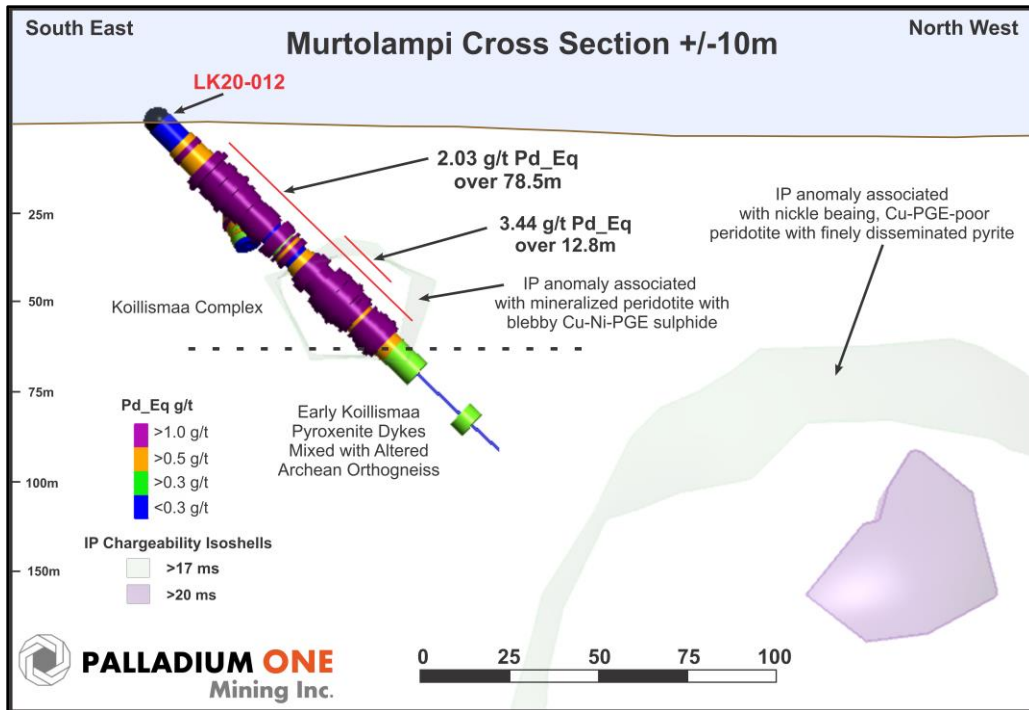 South East
North West
Murtolampi Cross Section +/-10m
LK20-012
2.03 g/t Pd_Eq
over 78.5m
3.44 g/t Pd_Eq
over 12.8m
IP anomaly associated
with nickle beaing, Cu-PGE-poor
peridotite with finely disseminated pyrite
IP anomaly associated
with mineralized peridotite with
blebby Cu-Ni-PGE sulphide
25m
50m
75m
100m
150m
Koillismaa Complex
Early Koillismaa
Pyroxenite Dykes
Mixed with Altered
Archean Orthogneiss
Pd_Eq g/t
>1.0 g/t
>0.5 g/t
>0.3 g/t
<0.3 g/t
IP Chargeability Isoshells
>17 ms
>20 ms
PALLADIUM ONE
Mining Inc.
0 25 50 75 100